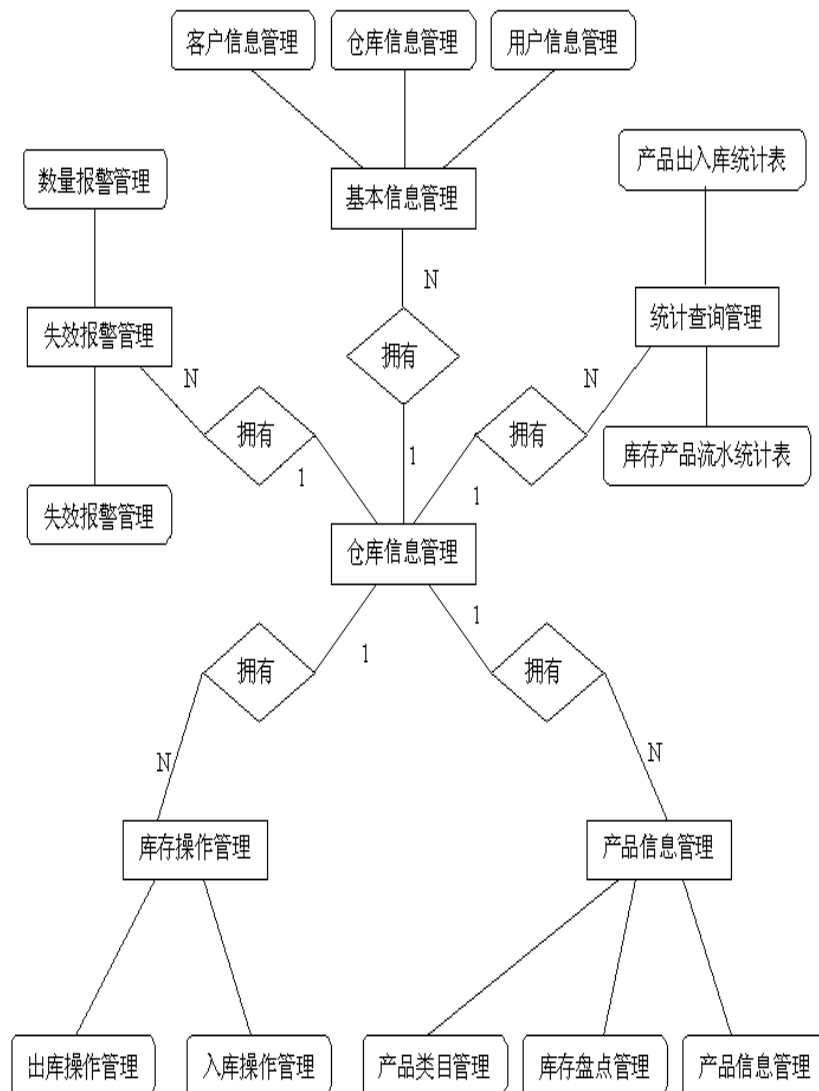 客户信息管理
仓库信息管理
用户信息管理
产品出入库统计表
数量报警管理
基本信息管理
N
统计查询管理
失效报警管理
拥有
N
N
拥有
拥有
库存产品流水统计表
1
1
1
失效报警管理
仓库信息管理
1
1
拥有
拥有
N
N
库存操作管理
产品信息管理
出库操作管理
入库操作管理
产品类目管理
库存盘点管理
产品信息管理